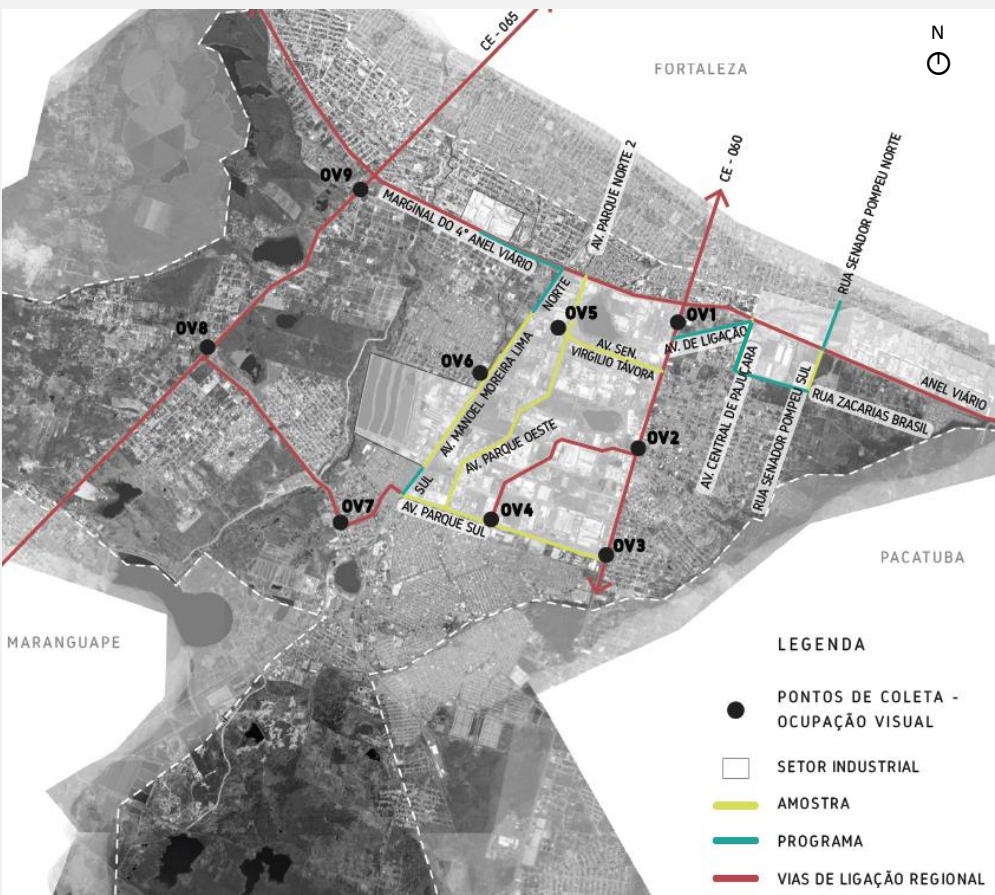 CE - 065
N
FORTALEZA
CE - 060
AV. PARQUE NORTE 2
RUA SENADOR POMPEU NORTE
OV9
MARGINAL DO 4° ANEL VIÁRIO
NORTE
OV5
OV1
OV8
AV. SEN.
VIRGILIO TÁVORA
AV. DE LIGAÇÃO
OV6
AV. MANOEL MOREIRA LIMA
AV. CENTRAL DE PAJUÇARA
RUA SENADOR POMPEU SUL
ANEL VIÁRIO
RUA ZACARIAS BRASIL
AV. PARQUE OESTE
OV2
SUL
OV7
AV. PARQUE SUL
OV4
OV3
PACATUBA
MARANGUAPE
LEGENDA
PONTOS DE COLETA -
OCUPAÇÃO VISUAL
SETOR INDUSTRIAL
AMOSTRA
PROGRAMA
VIAS DE LIGAÇÃO REGIONAL